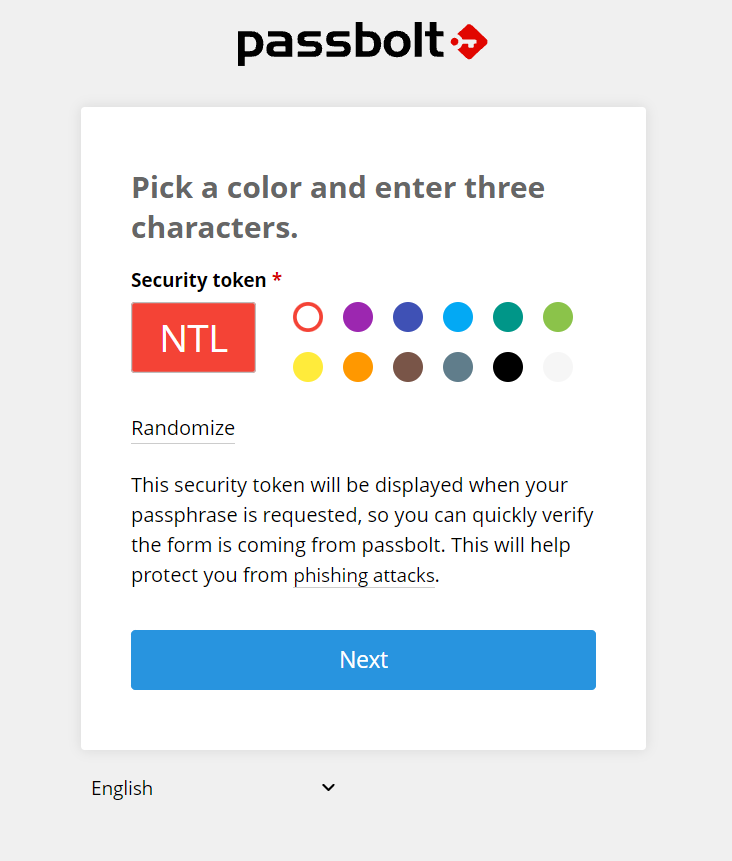 passbolt
Pick a color and enter three
characters.
Security token *
NTL
Randomize
This security token will be displayed when your
passphrase is requested, so you can quickly verify
the form is coming from passbolt. This will help
protect you from phishing attacks.
Next
English